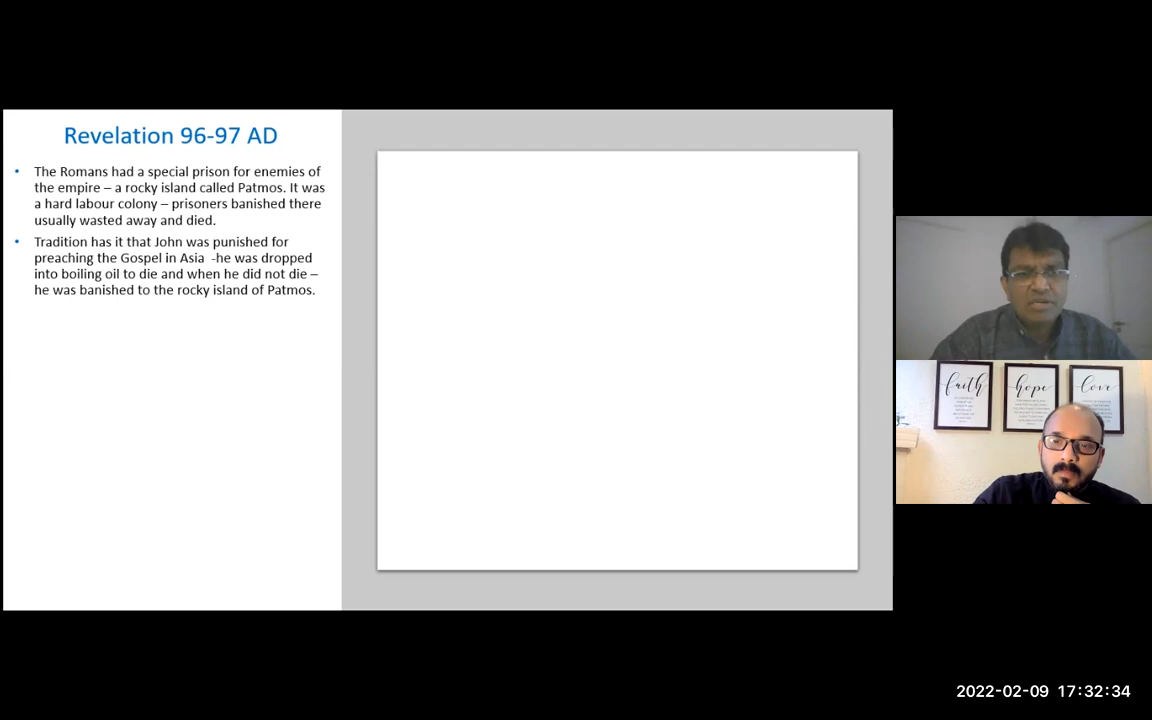 Revelation 96-97 AD
• The Romans had a special prison for enemies of
the empire – a rocky island called Patmos. It was
a hard labour colony – prisoners banished there
usually wasted away and died.
• Tradition has it that John was punished for
preaching the Gospel in Asia -he was dropped
into boiling oil to die and when he did not die –
he was banished to the rocky island of Patmos.
faith
hope
love
2022-02-09 17:32:34